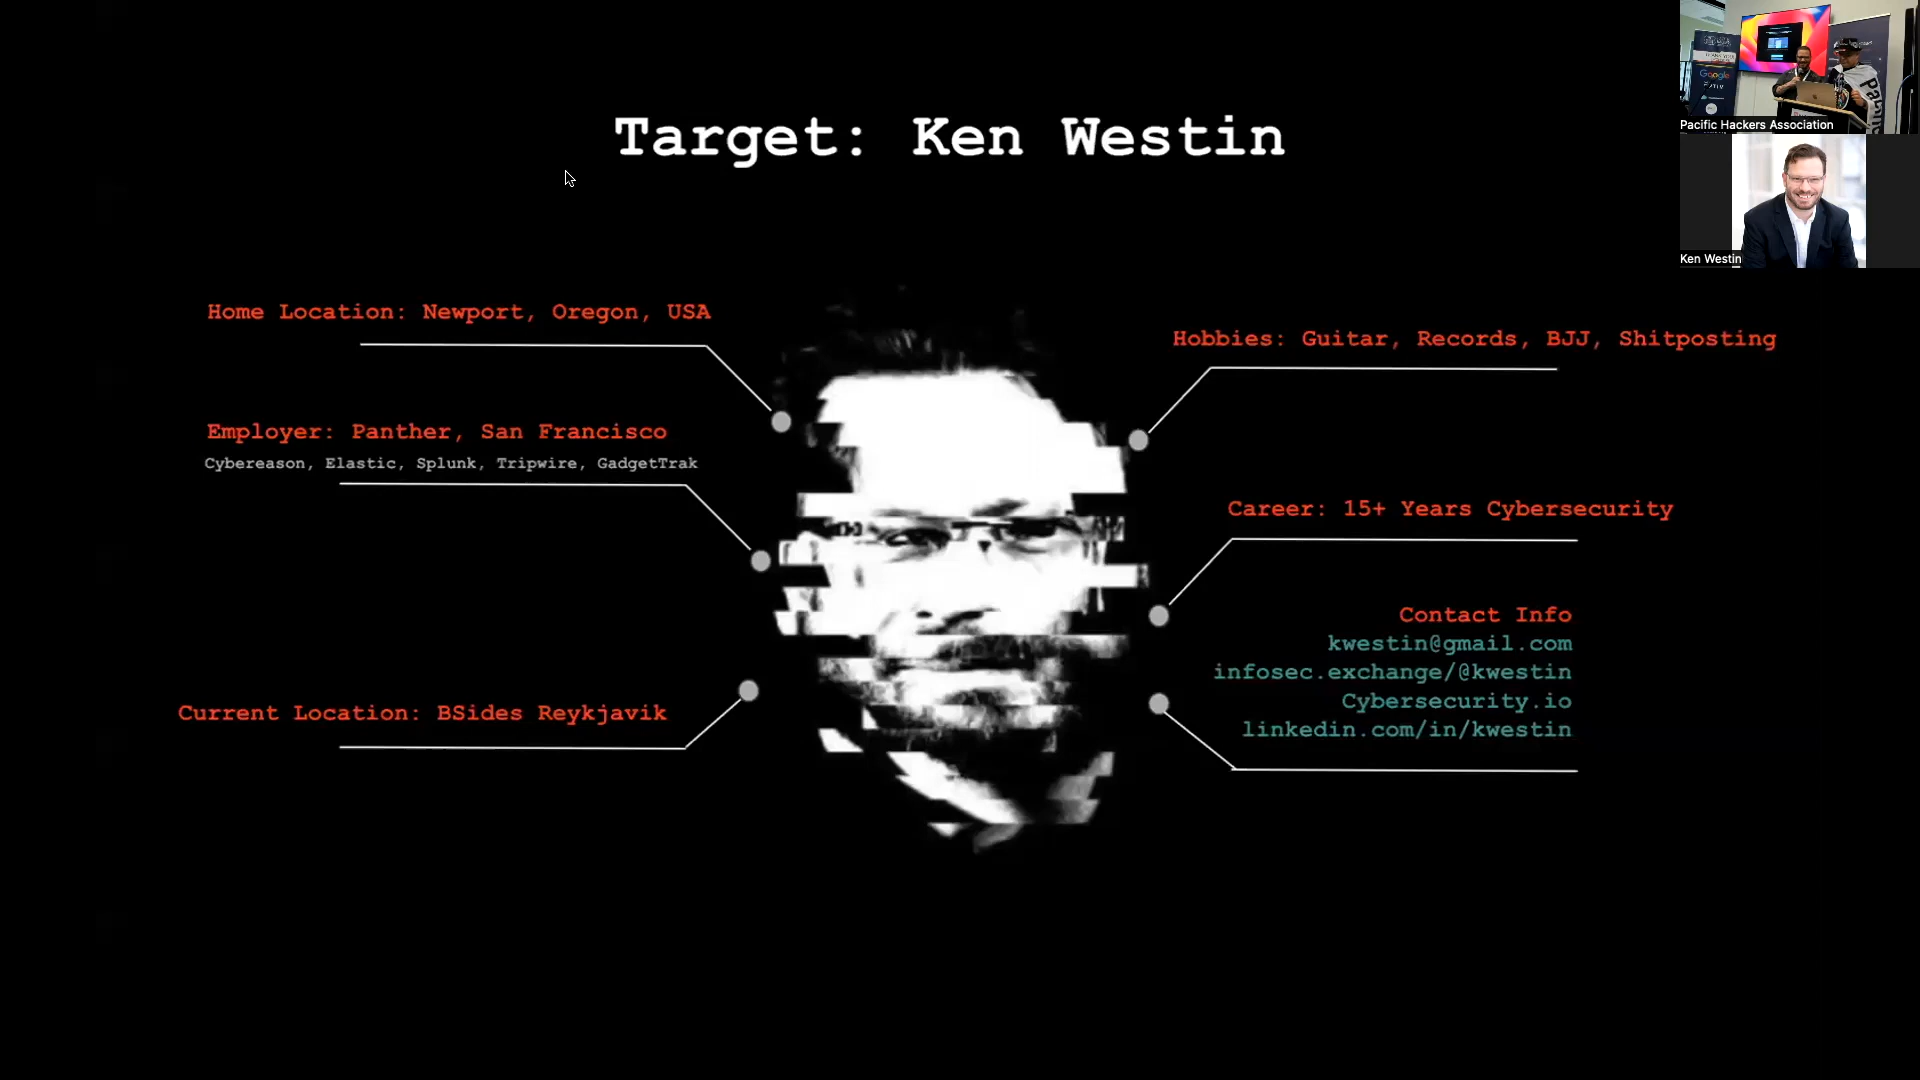 Target: Ken Westin
Home Location: Newport, Oregon, USA
Employer: Panther, San Francisco
Cybereason, Elastic, Splunk, Tripwire, GadgetTrak
Current Location: BSides Reykjavik
Hobbies: Guitar, Records, BJJ, Shitposting
Career: 15+ Years Cybersecurity
Contact Info
kwestin@gmail.com
infosec.exchange/@kwestin
Cybersecurity.io
linkedin.com/in/kwestin
Google
Pacific Hackers Association
Ken Westin